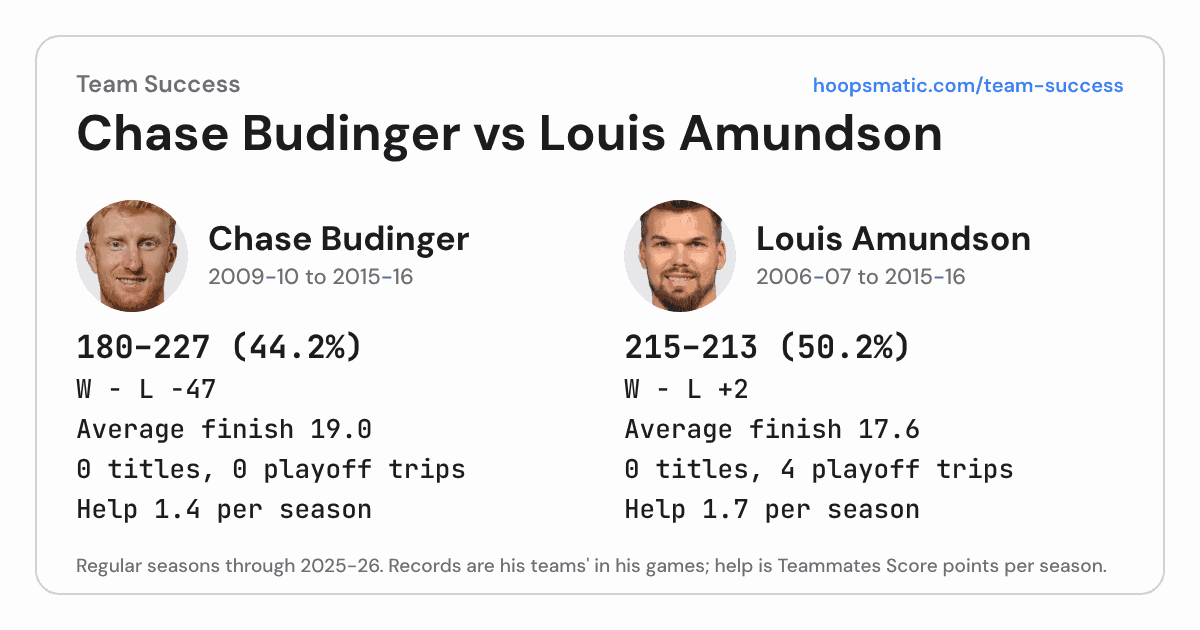 Team Success
hoopsmatic.com/team-success
Chase Budinger vs Louis Amundson
Chase Budinger
2009-10 to 2015-16
180-227 (44.2%)
W - L -47
Average finish 19.0
0 titles, 0 playoff trips
Help 1.4 per season
Louis Amundson
2006-07 to 2015-16
215-213 (50.2%)
W - L +2
Average finish 17.6
0 titles, 4 playoff trips
Help 1.7 per season
Regular seasons through 2025-26. Records are his teams' in his games; help is Teammates Score points per season.